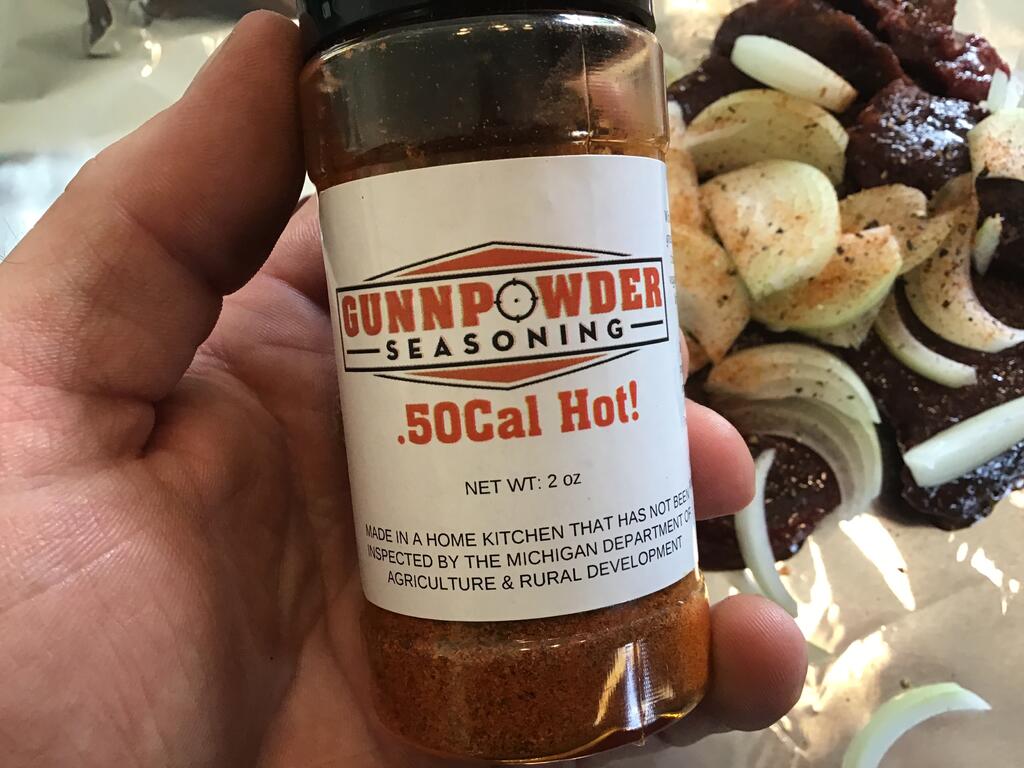 GUNNPOWDER
SEASONING
.50Cal Hot!
NET WT: 2 oz
MADE IN A HOME KITCHEN THAT HAS NOT BEEN
INSPECTED BY THE MICHIGAN DEPARTMENT OF
AGRICULTURE & RURAL DEVELOPMENT